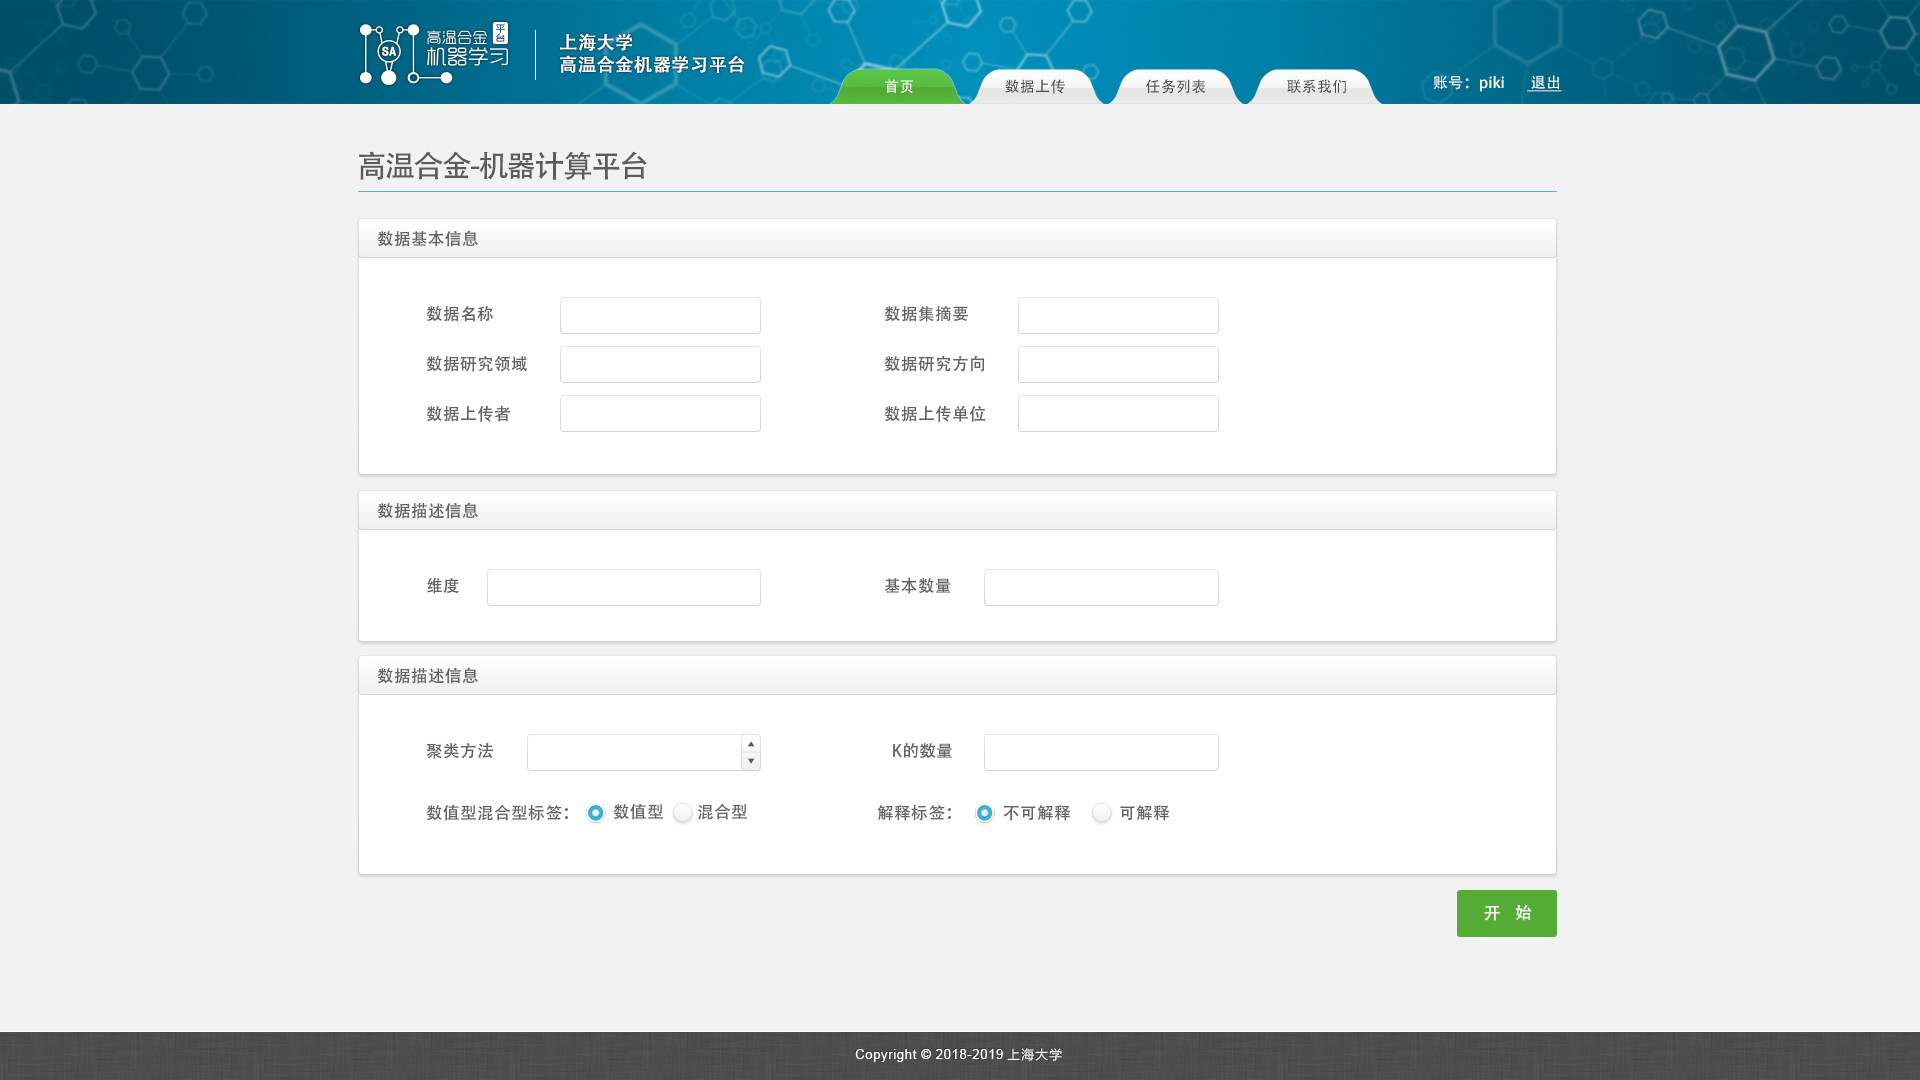 高温合金 平台
SA 机器学习
上海大学
高温合金机器学习平台
首页 数据上传 任务列表 联系我们 账号：piki 退出
高温合金-机器计算平台
数据基本信息
数据名称 数据集摘要
数据研究领域 数据研究方向
数据上传者 数据上传单位
数据描述信息
维度 基本数量
数据描述信息
聚类方法 K的数量
数值型混合型标签： 数值型 混合型 解释标签： 不可解释 可解释
开 始
Copyright © 2018-2019 上海大学